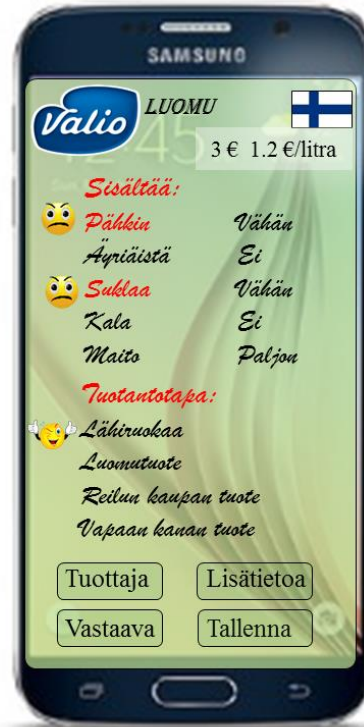 SAMSUNG
Valio LUOMU
3 € 1.2 €/litra
Sisältää:
Pähkin Vähän
Äyriäistä Ei
Suklaa Vähän
Kala Ei
Maito Paljon
Tuotantotapa:
Lähiruokaa
Luomutuote
Reilun kaupan tuote
Vapaan kanan tuote
Tuottaja Lisätietoa
Vastaava Tallenna